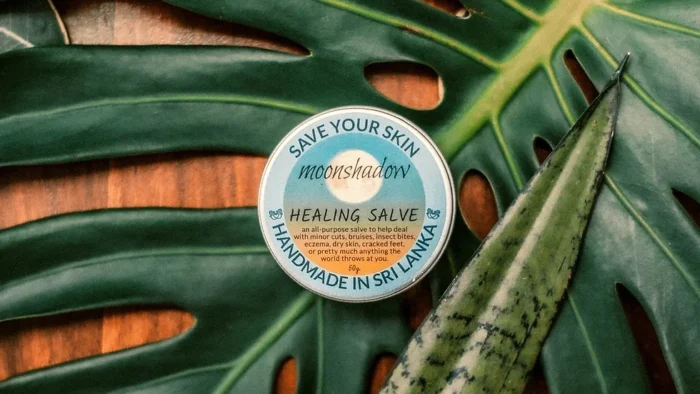 SAVE YOUR SKIN
moonshadow
HEALING SALVE
an all-purpose salve to help deal
with minor cuts, bruises, insect bites,
eczema, dry skin, cracked feet,
or pretty much anything the
world throws at you.
50g
HANDMADE IN SRI LANKA